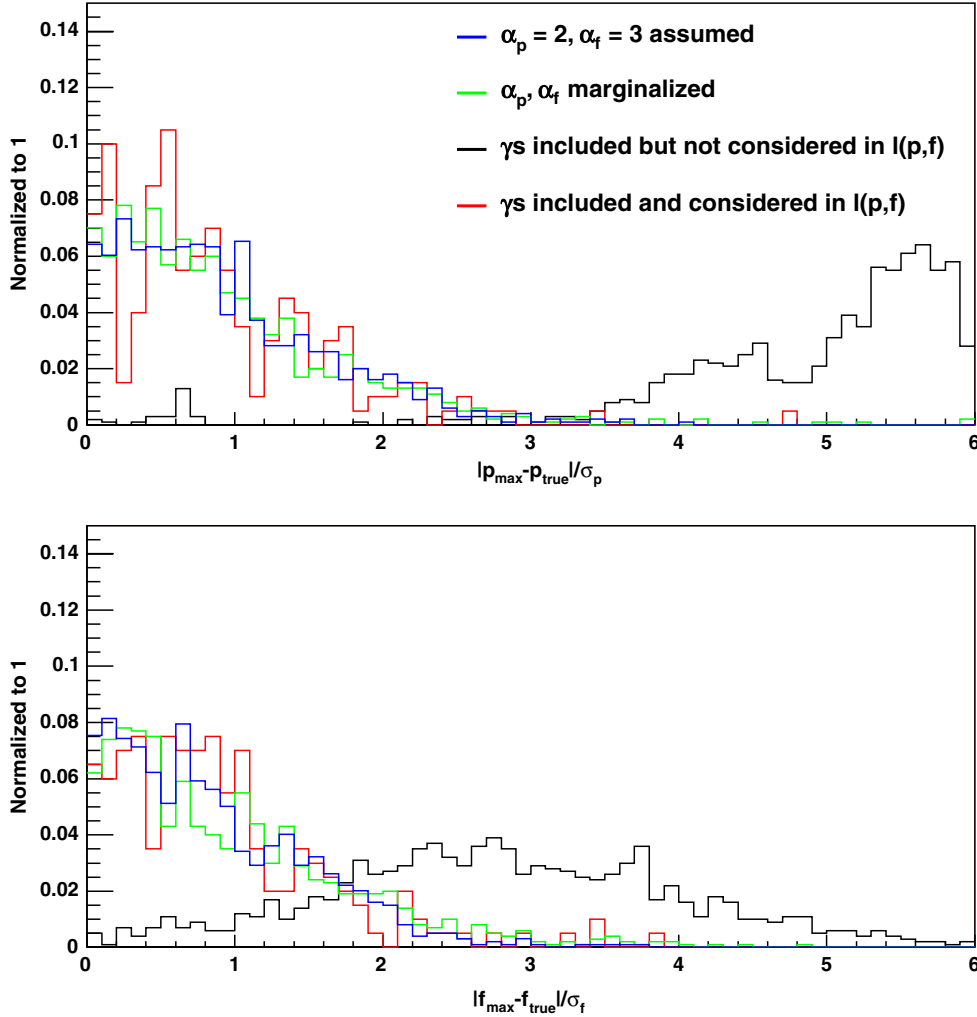 0.14
0.12
0.1
0.08
0.06
0.04
0.02
0
Normalized to 1
αp = 2, αf = 3 assumed
αp, αf marginalized
γs included but not considered in l(p,f)
γs included and considered in l(p,f)
0 1 2 3 4 5 6
|pmax-ptrue|/σp
0.14
0.12
0.1
0.08
0.06
0.04
0.02
0
Normalized to 1
0 1 2 3 4 5 6
|fmax-ftrue|/σf